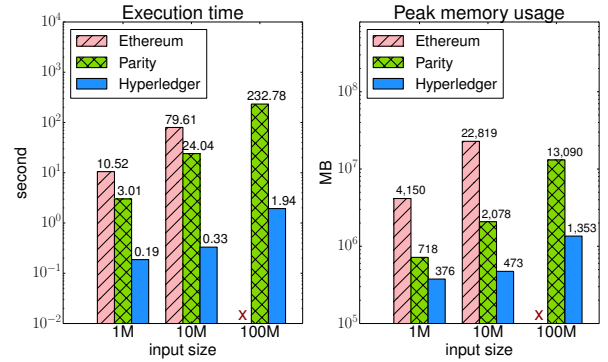 Execution time
10^4
10^3
10^2
10^1
10^0
10^-1
10^-2
second
Ethereum
Parity
Hyperledger
10.52
3.01
0.19
79.61
24.04
0.33
232.78
1.94
x
1M
10M
100M
input size
Peak memory usage
10^8
10^7
10^6
10^5
MB
Ethereum
Parity
Hyperledger
4,150
718
376
22,819
2,078
473
13,090
1,353
x
1M
10M
100M
input size